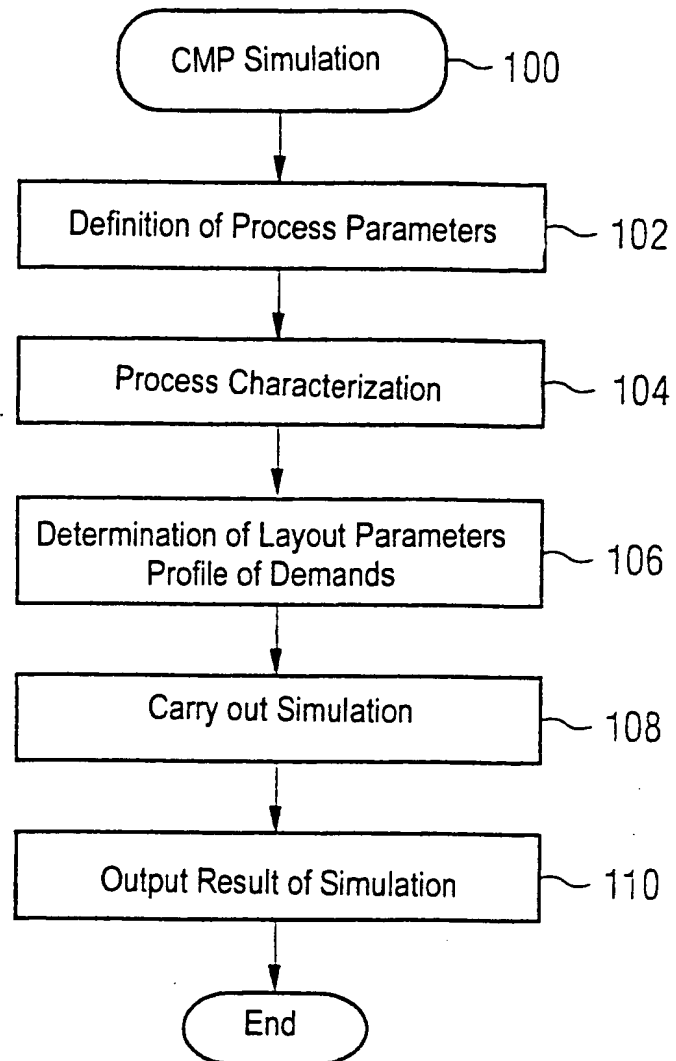 CMP Simulation
100
Definition of Process Parameters
102
Process Characterization
104
Determination of Layout Parameters
Profile of Demands
106
Carry out Simulation
108
Output Result of Simulation
110
End